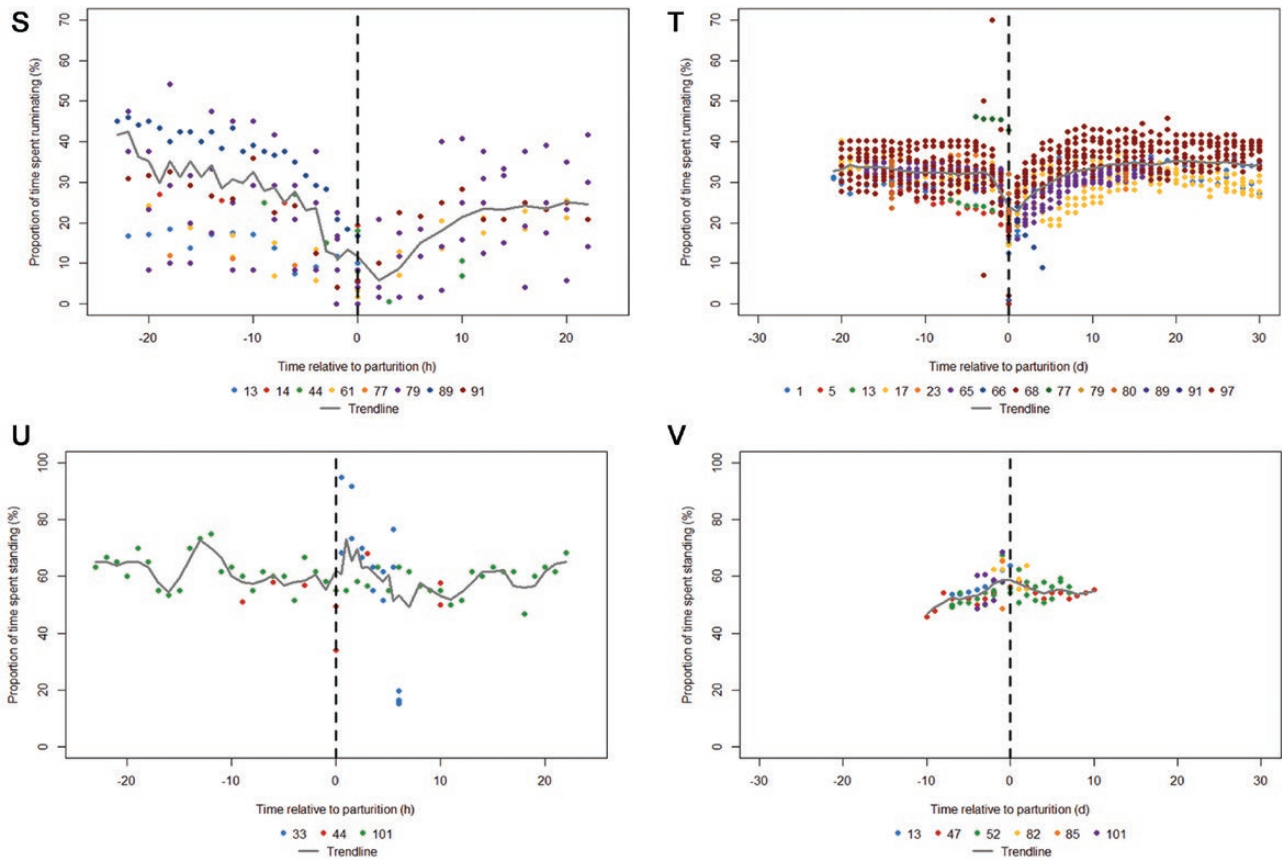 S
Proportion of time spent ruminating (%)
70
60
50
40
30
20
10
0
-20
-10
0
10
20
Time relative to parturition (h)
13 14 44 61 77 79 89 91
Trendline
T
Proportion of time spent ruminating (%)
70
60
50
40
30
20
10
0
-30
-20
-10
0
10
20
30
Time relative to parturition (d)
1 5 13 17 23 65 66 68 77 79 80 89 91 97
Trendline
U
Proportion of time spent standing (%)
100
80
60
40
20
0
-20
-10
0
10
20
Time relative to parturition (h)
33 44 101
Trendline
V
Proportion of time spent standing (%)
100
80
60
40
20
0
-30
-20
-10
0
10
20
30
Time relative to parturition (d)
13 47 52 82 85 101
Trendline